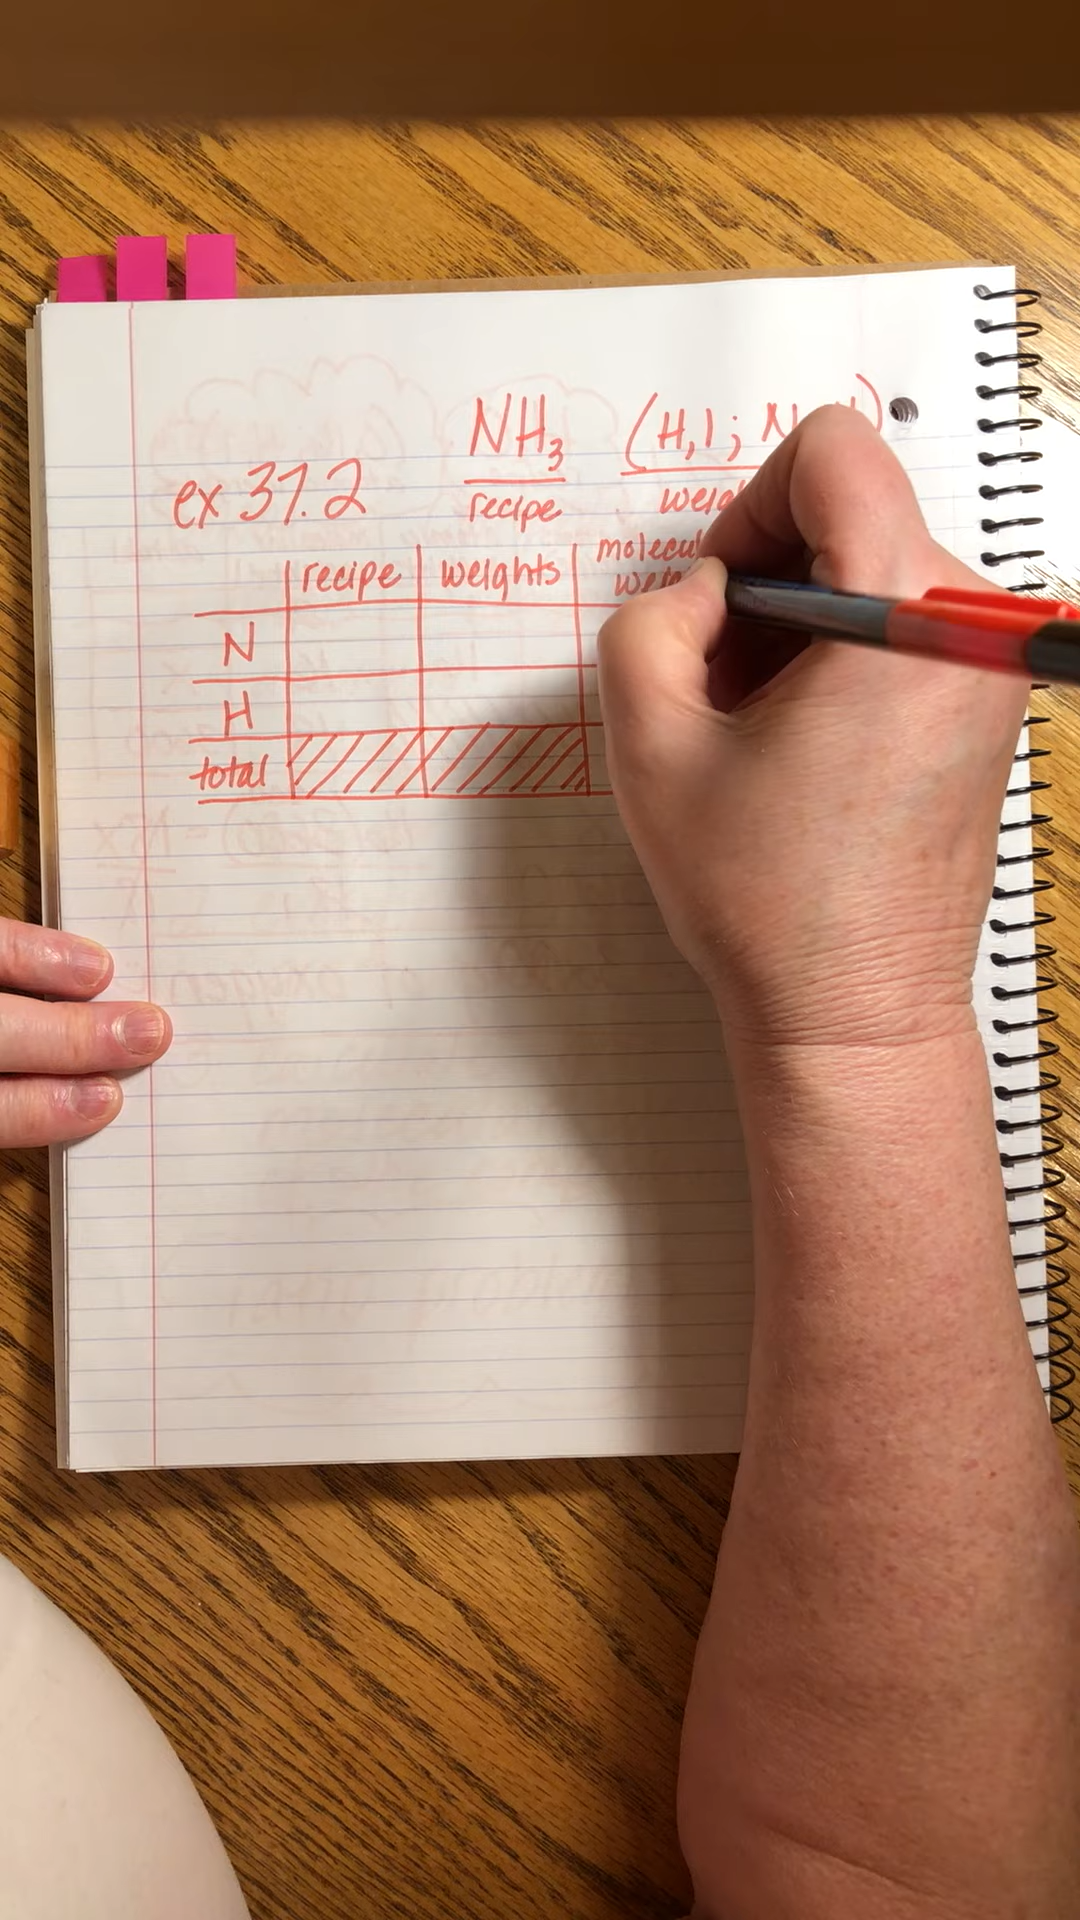 NH₃ (H,1; N
ex 37.2 recipe
recipe weights
N
H
total